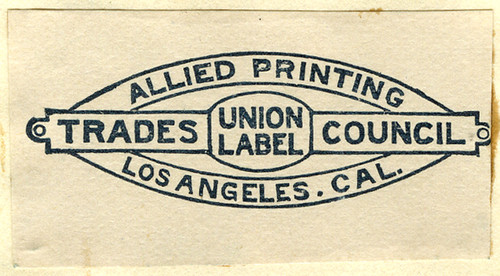 ALLIED PRINTING
TRADES UNION LABEL COUNCIL
LOS ANGELES. CAL.